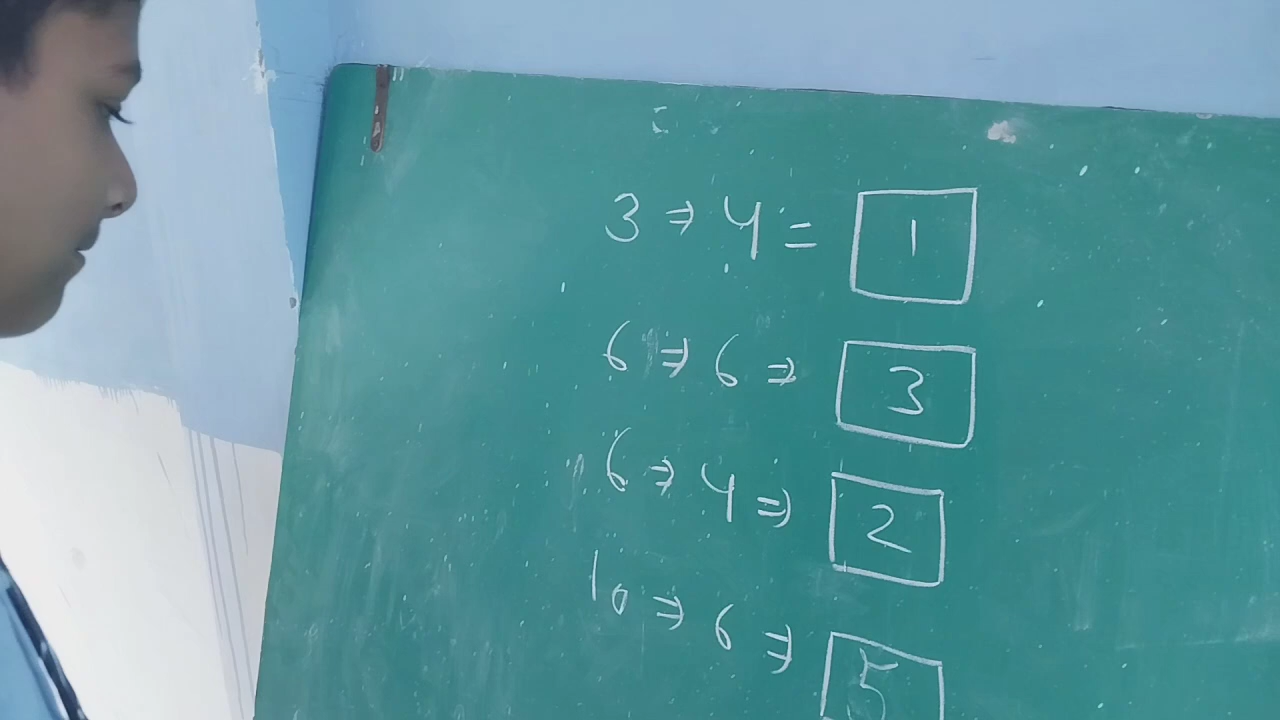 3 ⇒ 4 = 1
6 ⇒ 6 ⇒ 3
6 ⇒ 4 ⇒ 2
10 ⇒ 6 ⇒ 5